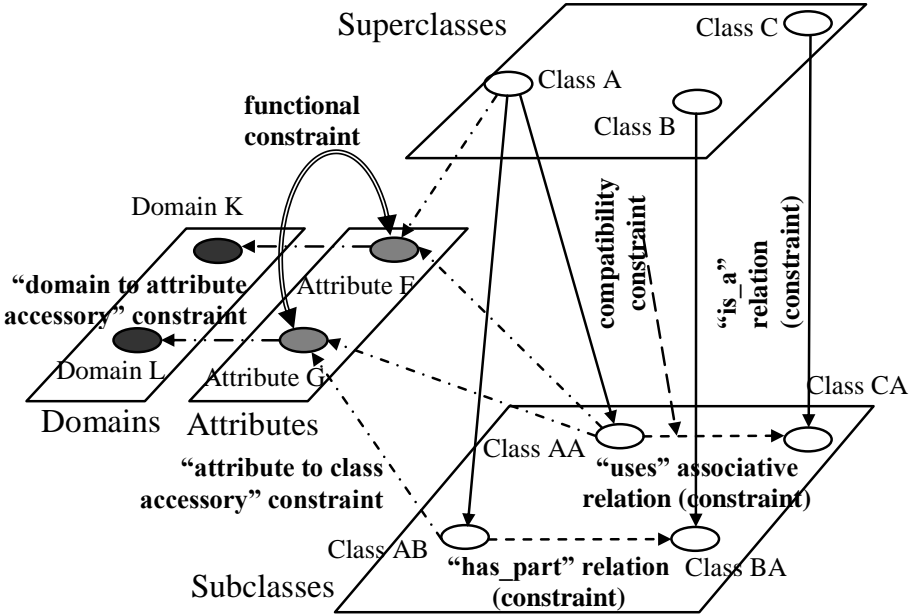 Superclasses
Class C
Class A
Class B
functional
constraint
Domain K
Attribute F
“domain to attribute
accessory” constraint
Domain L
Attribute G
Domains
Attributes
compatibility
constraint
“is_a”
relation
(constraint)
Class CA
Class AA
“attribute to class
accessory” constraint
“uses” associative
relation (constraint)
Class AB
“has_part” relation
(constraint)
Class BA
Subclasses